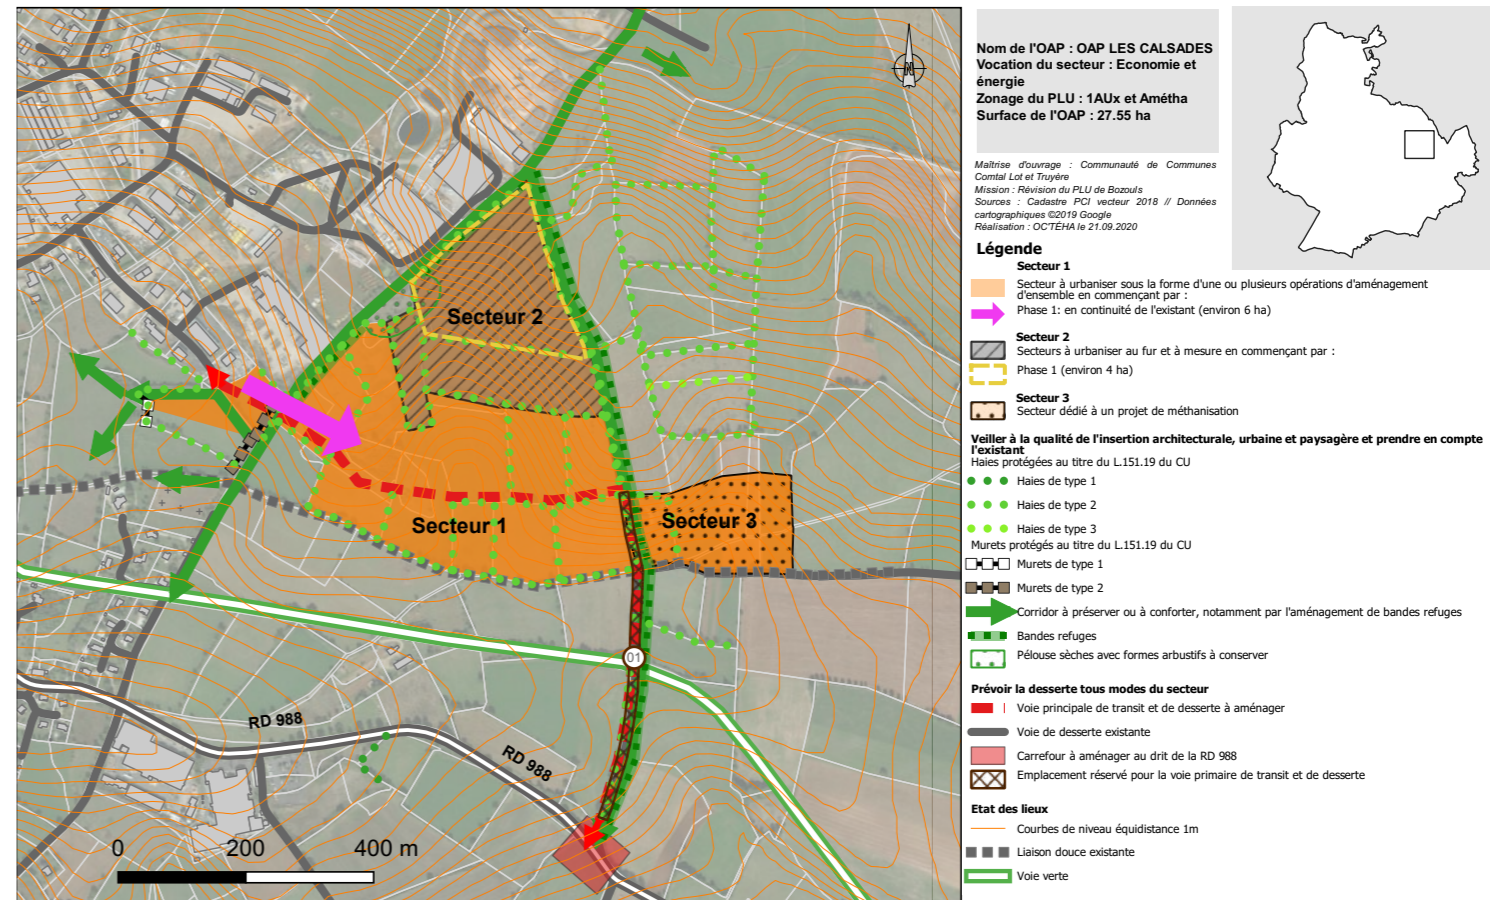 Nom de l'OAP : OAP LES CALSADES
Vocation du secteur : Economie et
énergie
Zonage du PLU : 1AUx et Amétha
Surface de l'OAP : 27.55 ha
Maîtrise d'ouvrage : Communauté de Communes
Comtal Lot et Truyère
Mission : Révision du PLU de Bozouls
Sources : Cadastre PCI vecteur 2018 // Données
cartographiques ©2019 Google
Réalisation : OC'TÉHA le 21.09.2020
Légende
Secteur 1
Secteur à urbaniser sous la forme d'une ou plusieurs opérations d'aménagement
d'ensemble en commençant par :
Phase 1: en continuité de l'existant (environ 6 ha)
Secteur 2
Secteurs à urbaniser au fur et à mesure en commençant par :
Phase 1 (environ 4 ha)
Secteur 3
Secteur dédié à un projet de méthanisation
Veiller à la qualité de l'insertion architecturale, urbaine et paysagère et prendre en compte
l'existant
Haies protégées au titre du L.151.19 du CU
Haies de type 1
Haies de type 2
Haies de type 3
Murets protégés au titre du L.151.19 du CU
Murets de type 1
Murets de type 2
Corridor à préserver ou à conforter, notamment par l'aménagement de bandes refuges
Bandes refuges
Pélouse sèches avec formes arbustifs à conserver
Prévoir la desserte tous modes du secteur
Voie principale de transit et de desserte à aménager
Voie de desserte existante
Carrefour à aménager au drit de la RD 988
Emplacement réservé pour la voie primaire de transit et de desserte
Etat des lieux
Courbes de niveau équidistance 1m
Liaison douce existante
Voie verte
N
Secteur 2
Secteur 1
Secteur 3
01
RD 988
RD 988
0 200 400 m